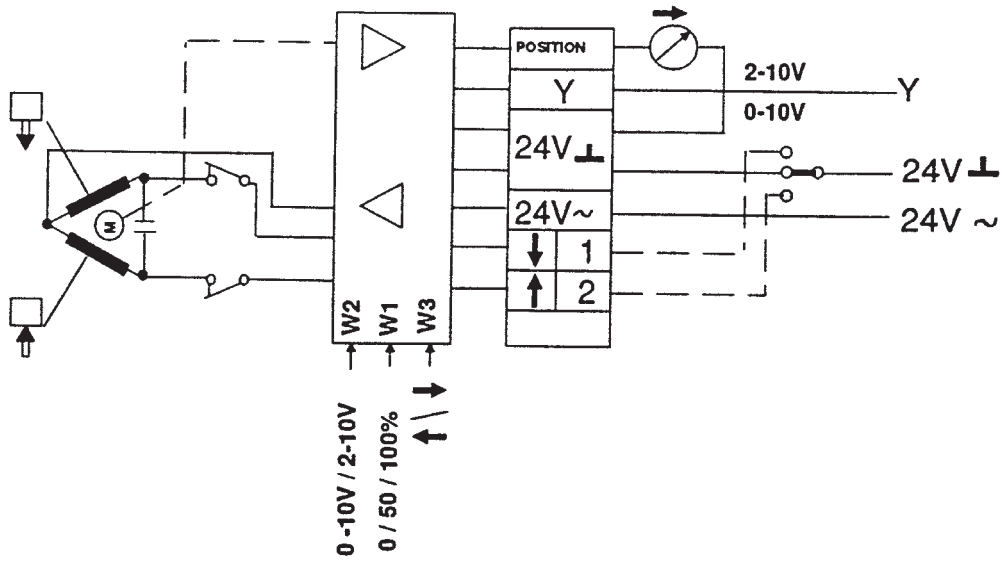 POSITION
2-10V
Y
Y
0-10V
24V ⊥
24V ⊥
24V~
24V ~
↓ 1
↑ 2
M
W2
W1
W3
0 -10V / 2-10V
0 / 50 / 100%
→ / ←